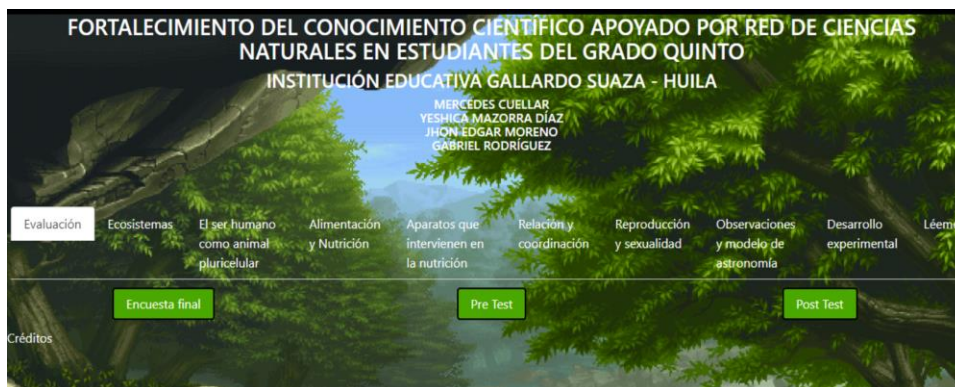 FORTALECIMIENTO DEL CONOCIMIENTO CIENTÍFICO APOYADO POR RED DE CIENCIAS
NATURALES EN ESTUDIANTES DEL GRADO QUINTO
INSTITUCIÓN EDUCATIVA GALLARDO SUAZA - HUILA
MERCEDES CUELLAR
YESHICA MAZORRA DÍAZ
JHON EDGAR MORENO
GABRIEL RODRÍGUEZ
Evaluación
Ecosistemas
El ser humano
como animal
pluricelular
Alimentación
y Nutrición
Aparatos que
intervienen en
la nutrición
Relación y
coordinación
Reproducción
y sexualidad
Observaciones
y modelo de
astronomía
Desarrollo
experimental
Léem
Encuesta final
Pre Test
Post Test
Créditos